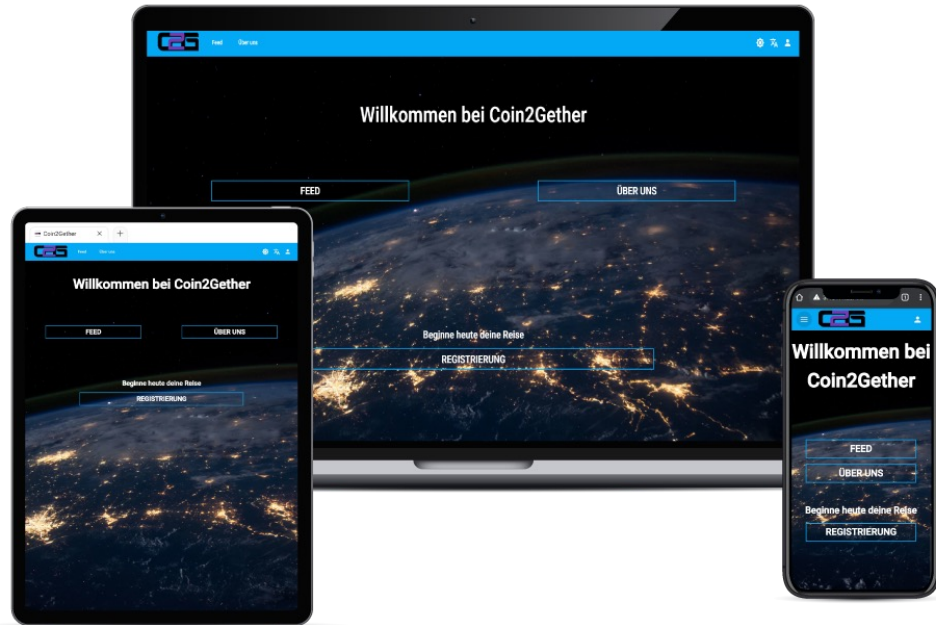 C2G
Feed
Über uns
Willkommen bei Coin2Gether
FEED
ÜBER UNS
Beginne heute deine Reise
REGISTRIERUNG
Coin2Gether
C2G
Feed
Über uns
Willkommen bei Coin2Gether
FEED
ÜBER UNS
Beginne heute deine Reise
REGISTRIERUNG
C2G
Willkommen bei
Coin2Gether
FEED
ÜBER UNS
Beginne heute deine Reise
REGISTRIERUNG